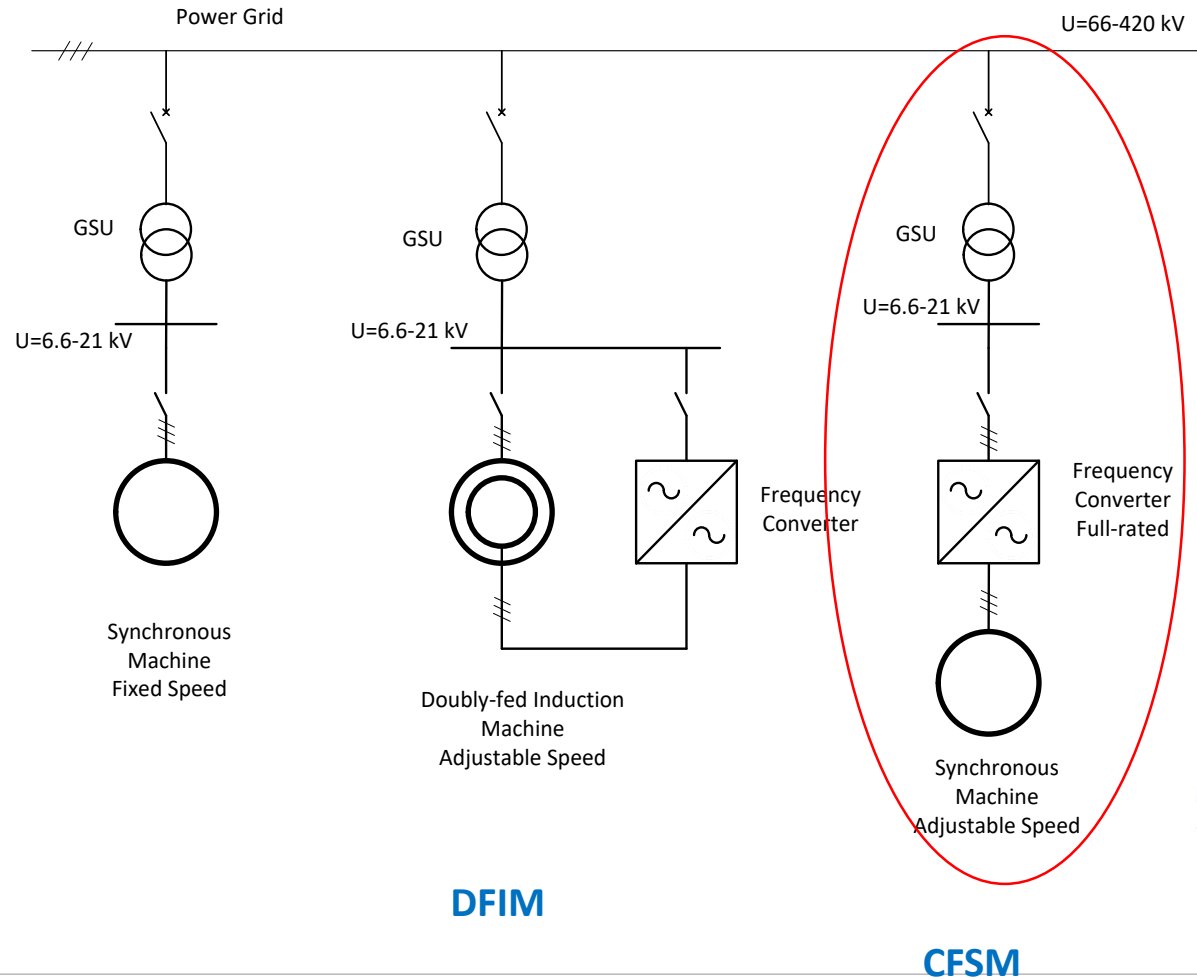 Power Grid
U=66-420 kV
GSU
GSU
GSU
U=6.6-21 kV
U=6.6-21 kV
U=6.6-21 kV
Frequency
Converter
Frequency
Converter
Full-rated
Synchronous
Machine
Fixed Speed
Doubly-fed Induction
Machine
Adjustable Speed
Synchronous
Machine
Adjustable Speed
DFIM
CFSM